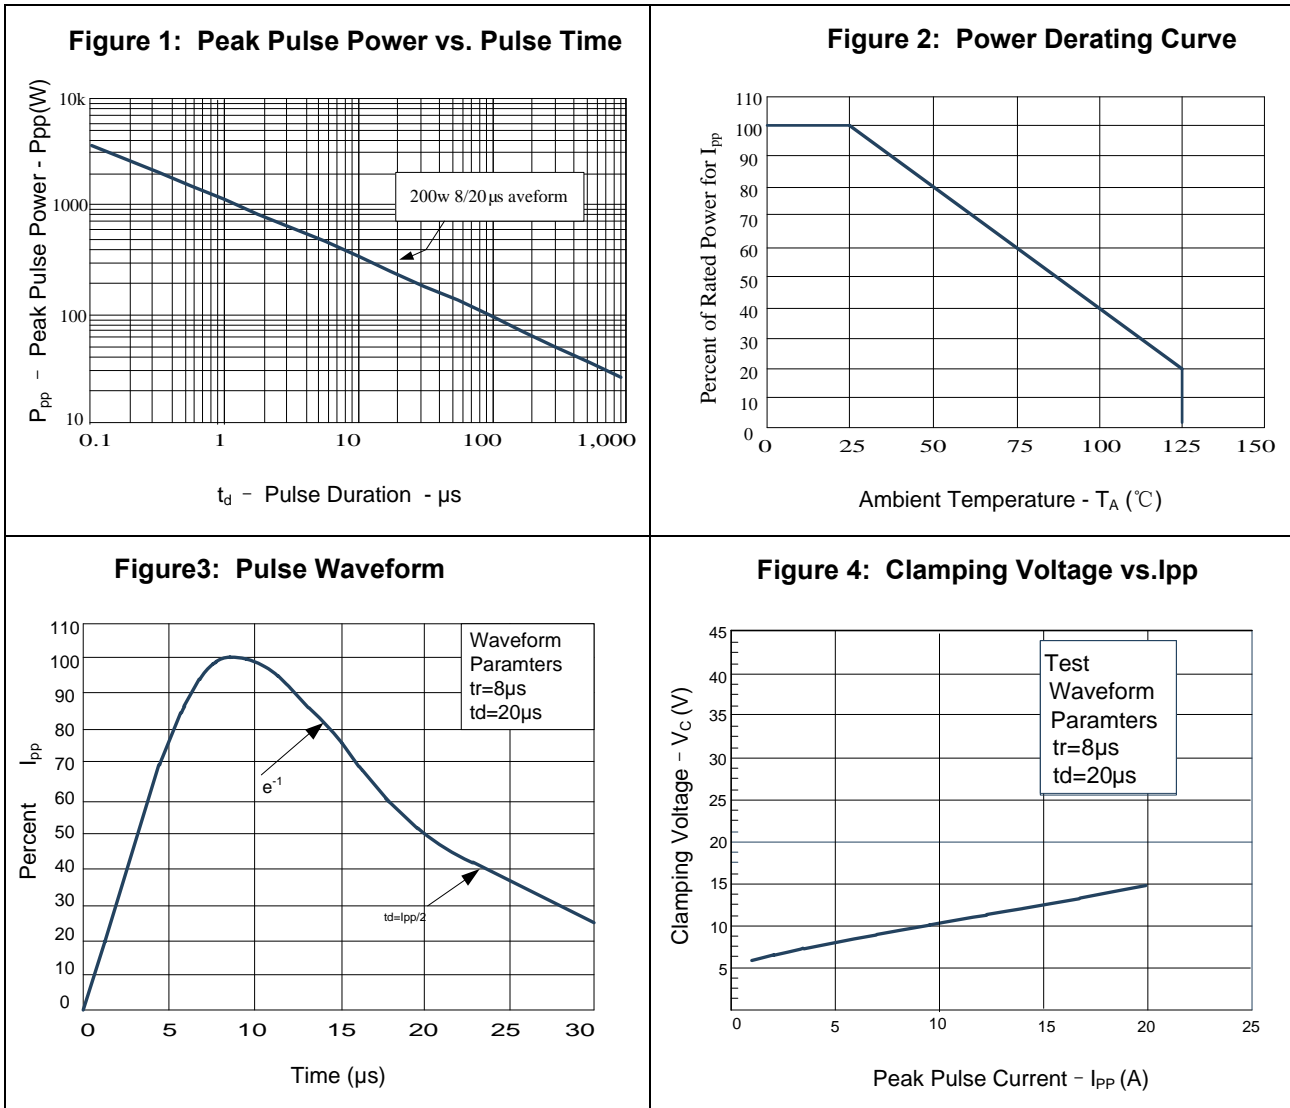 Figure 1: Peak Pulse Power vs. Pulse Time
Ppp – Peak Pulse Power - Ppp(W)
10k
1000
100
10
200w 8/20µs aveform
0.1 1 10 100 1,000
td – Pulse Duration - µs
Figure 2: Power Derating Curve
Percent of Rated Power for Ipp
110
100
90
80
70
60
50
40
30
20
10
0
0 25 50 75 100 125 150
Ambient Temperature - TA (℃)
Figure3: Pulse Waveform
Percent Ipp
110
100
90
80
70
60
50
40
30
20
10
0
Waveform
Paramters
tr=8µs
td=20µs
e-1
td=Ipp/2
0 5 10 15 20 25 30
Time (µs)
Figure 4: Clamping Voltage vs.Ipp
Clamping Voltage – VC (V)
45
40
35
30
25
20
15
10
5
Test
Waveform
Paramters
tr=8µs
td=20µs
0 5 10 15 20 25
Peak Pulse Current – IPP (A)